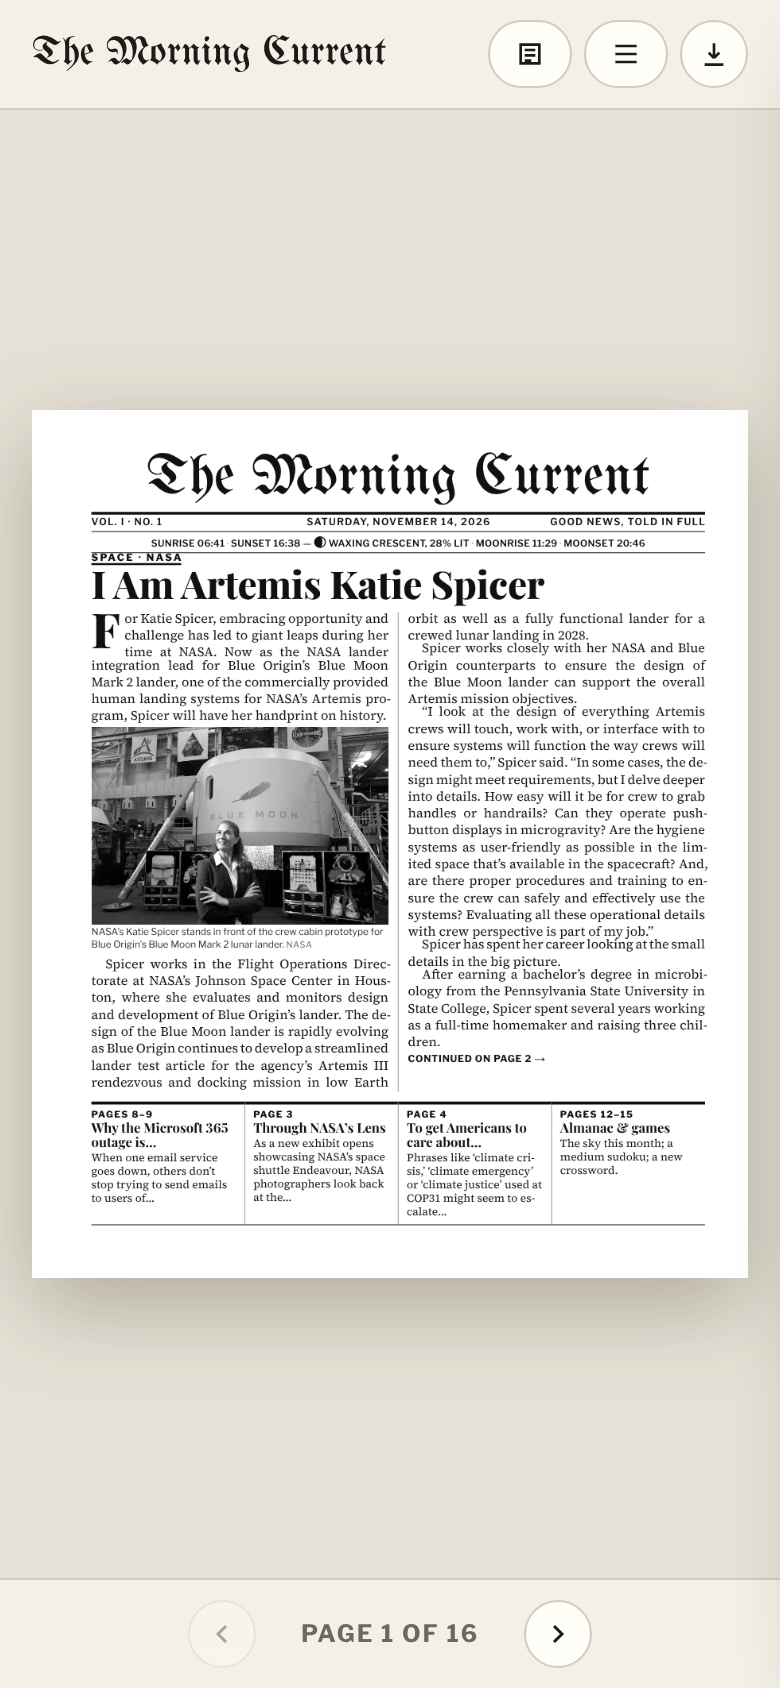 The Morning Current
The Morning Current
VOL. I · NO. 1 SATURDAY, NOVEMBER 14, 2026 GOOD NEWS, TOLD IN FULL
SUNRISE 06:41 · SUNSET 16:38 — WAXING CRESCENT, 28% LIT · MOONRISE 11:29 · MOONSET 20:46
SPACE · NASA
I Am Artemis Katie Spicer
For Katie Spicer, embracing opportunity and
challenge has led to giant leaps during her
time at NASA. Now as the NASA lander
integration lead for Blue Origin’s Blue Moon
Mark 2 lander, one of the commercially provided
human landing systems for NASA’s Artemis pro-
gram, Spicer will have her handprint on history.
ARTEMIS
BLUE MOON
NASA’s Katie Spicer stands in front of the crew cabin prototype for
Blue Origin’s Blue Moon Mark 2 lunar lander. NASA
Spicer works in the Flight Operations Direc-
torate at NASA’s Johnson Space Center in Hous-
ton, where she evaluates and monitors design
and development of Blue Origin’s lander. The de-
sign of the Blue Moon lander is rapidly evolving
as Blue Origin continues to develop a streamlined
lander test article for the agency’s Artemis III
rendezvous and docking mission in low Earth
orbit as well as a fully functional lander for a
crewed lunar landing in 2028.
Spicer works closely with her NASA and Blue
Origin counterparts to ensure the design of
the Blue Moon lander can support the overall
Artemis mission objectives.
“I look at the design of everything Artemis
crews will touch, work with, or interface with to
ensure systems will function the way crews will
need them to,” Spicer said. “In some cases, the de-
sign might meet requirements, but I delve deeper
into details. How easy will it be for crew to grab
handles or handrails? Can they operate push-
button displays in microgravity? Are the hygiene
systems as user-friendly as possible in the lim-
ited space that’s available in the spacecraft? And,
are there proper procedures and training to en-
sure the crew can safely and effectively use the
systems? Evaluating all these operational details
with crew perspective is part of my job.”
Spicer has spent her career looking at the small
details in the big picture.
After earning a bachelor’s degree in microbi-
ology from the Pennsylvania State University in
State College, Spicer spent several years working
as a full-time homemaker and raising three chil-
dren.
CONTINUED ON PAGE 2 →
PAGES 8–9
Why the Microsoft 365
outage is…
When one email service
goes down, others don’t
stop trying to send emails
to users of…
PAGE 3
Through NASA’s Lens
As a new exhibit opens
showcasing NASA’s space
shuttle Endeavour, NASA
photographers look back
at the…
PAGE 4
To get Americans to
care about…
Phrases like ‘climate cri-
sis,’ ‘climate emergency’
or ‘climate justice’ used at
COP31 might seem to es-
calate…
PAGES 12–15
Almanac & games
The sky this month; a
medium sudoku; a new
crossword.
PAGE 1 OF 16